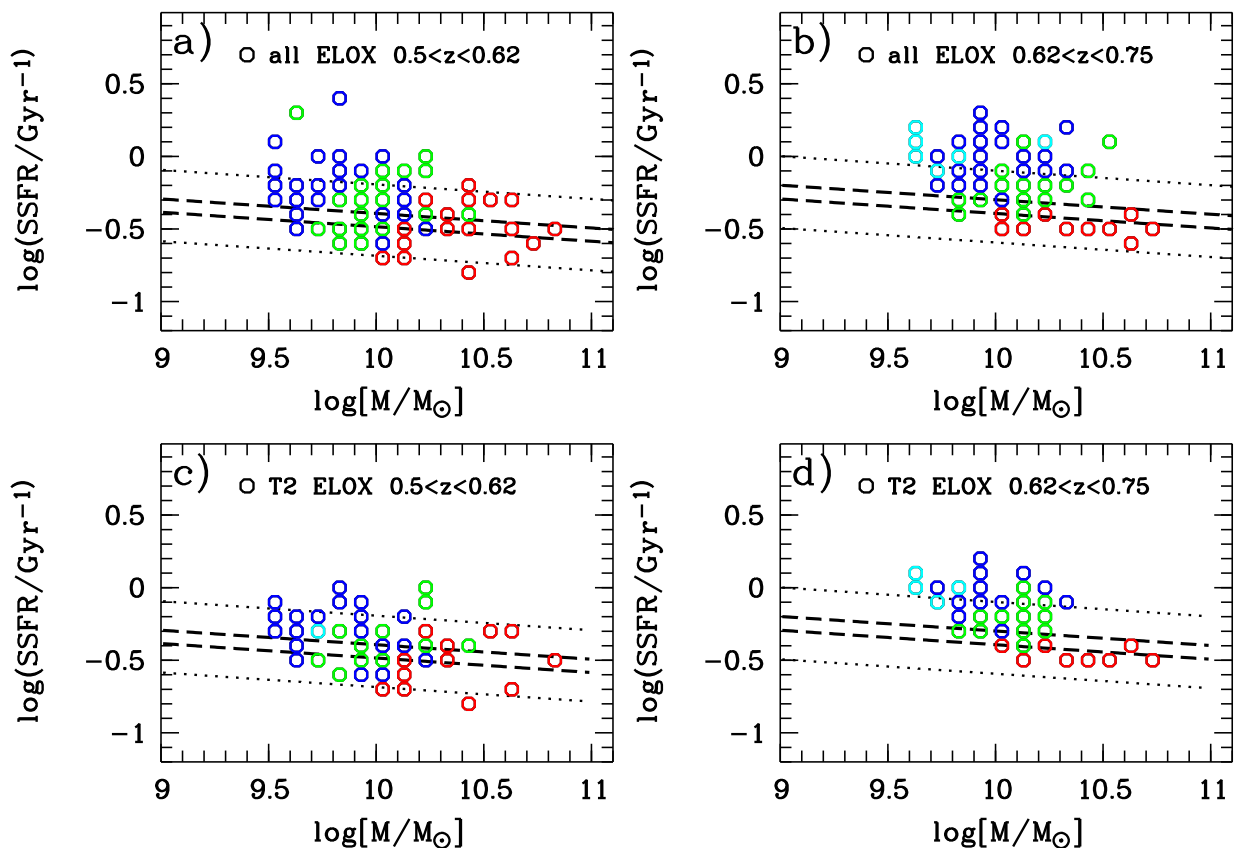 a)
all ELOX 0.5<z<0.62
log(SSFR/Gyr⁻¹)
0.5
0
−0.5
−1
9 9.5 10 10.5 11
log[M/M⊙]
b)
all ELOX 0.62<z<0.75
log(SSFR/Gyr⁻¹)
0.5
0
−0.5
−1
9 9.5 10 10.5 11
log[M/M⊙]
c)
T2 ELOX 0.5<z<0.62
log(SSFR/Gyr⁻¹)
0.5
0
−0.5
−1
9 9.5 10 10.5 11
log[M/M⊙]
d)
T2 ELOX 0.62<z<0.75
log(SSFR/Gyr⁻¹)
0.5
0
−0.5
−1
9 9.5 10 10.5 11
log[M/M⊙]